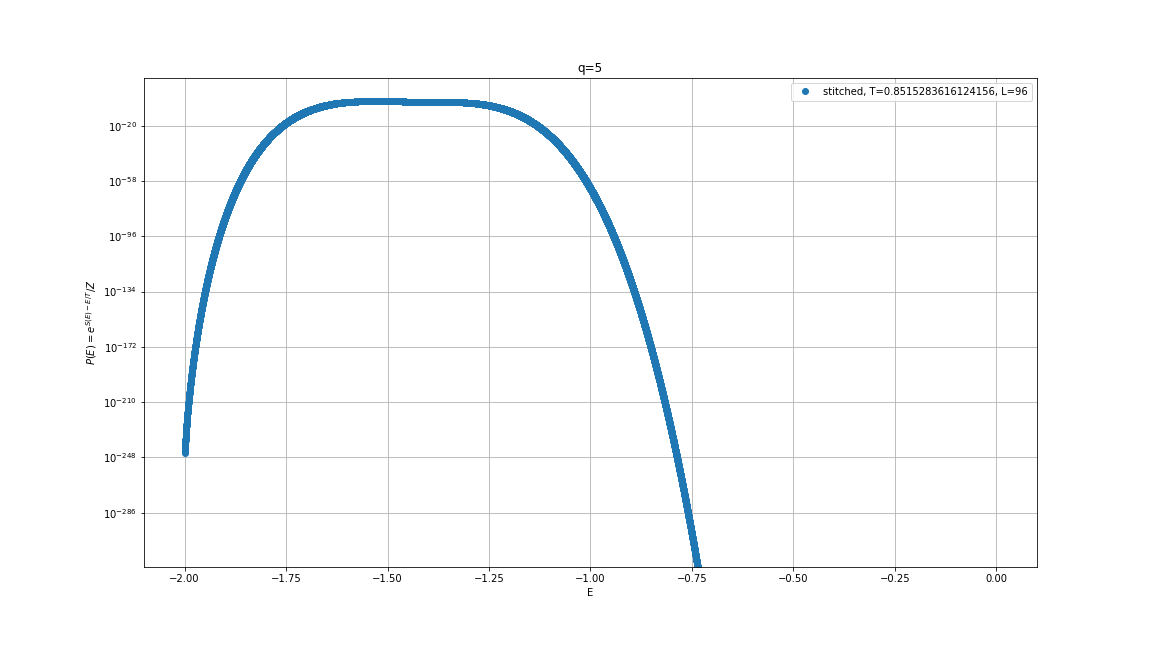 q=5
stitched, T=0.8515283616124156, L=96
P(E) = e^{S(E)−E/T}/Z
10^{−20}
10^{−58}
10^{−96}
10^{−134}
10^{−172}
10^{−210}
10^{−248}
10^{−286}
−2.00 −1.75 −1.50 −1.25 −1.00 −0.75 −0.50 −0.25 0.00
E